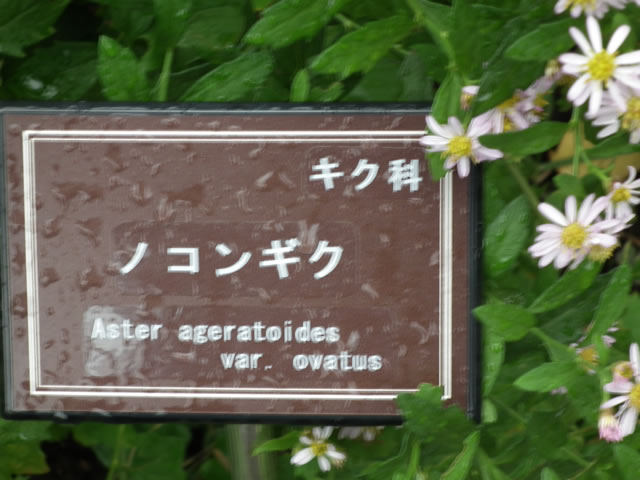 キク科
ノコンギク
Aster ageratoides
var. ovatus